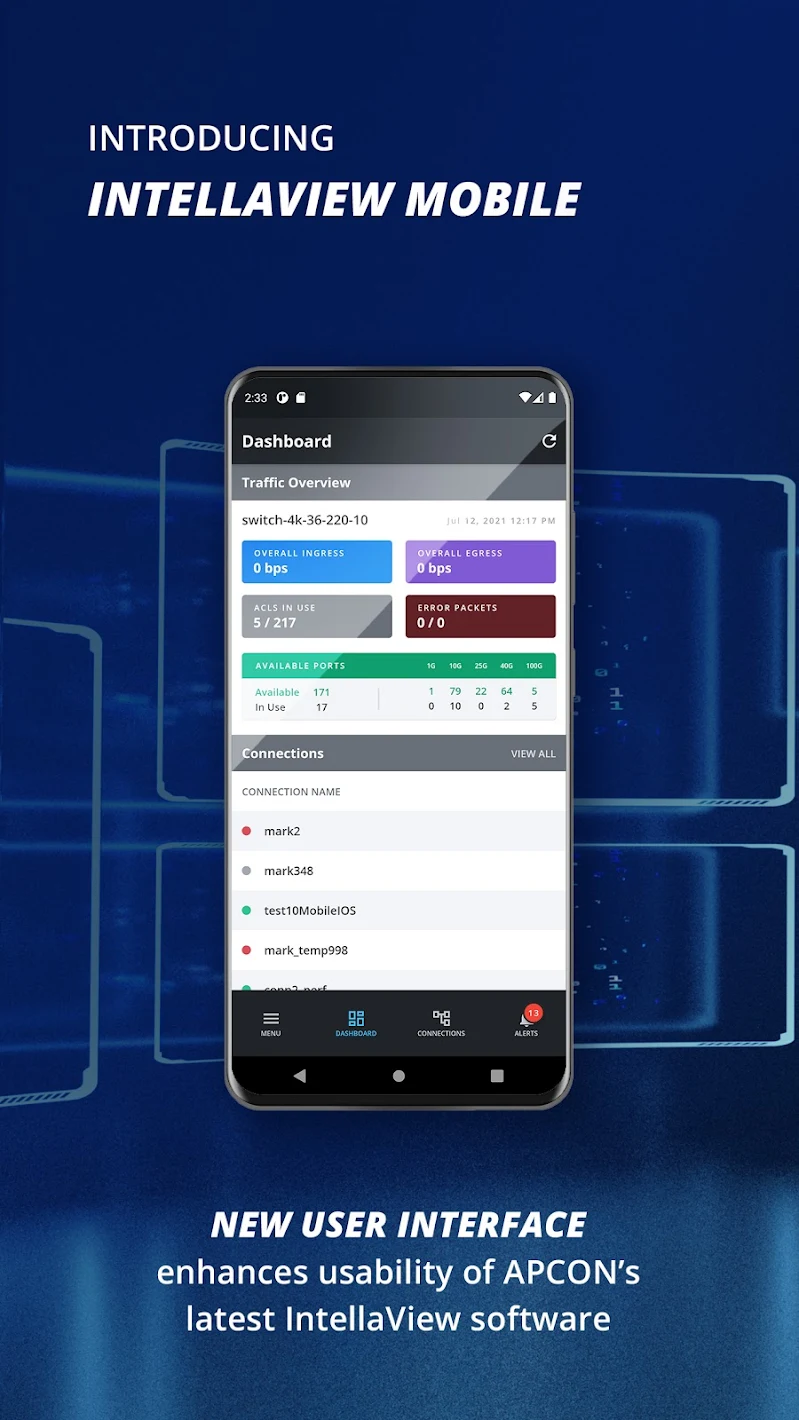 INTRODUCING
INTELLAVIEW MOBILE
2:33
Dashboard
Traffic Overview
switch-4k-36-220-10 Jul 12, 2021 12:17 PM
OVERALL INGRESS OVERALL EGRESS
0 bps 0 bps
ACLS IN USE ERROR PACKETS
5 / 217 0 / 0
AVAILABLE PORTS 1G 10G 25G 40G 100G
Available 171 1 79 22 64 5
In Use 17 0 10 0 2 5
Connections VIEW ALL
CONNECTION NAME
mark2
mark348
test10MobileIOS
mark_temp998
conn2_perf
13
MENU DASHBOARD CONNECTIONS ALERTS
NEW USER INTERFACE
enhances usability of APCON’s
latest IntellaView software